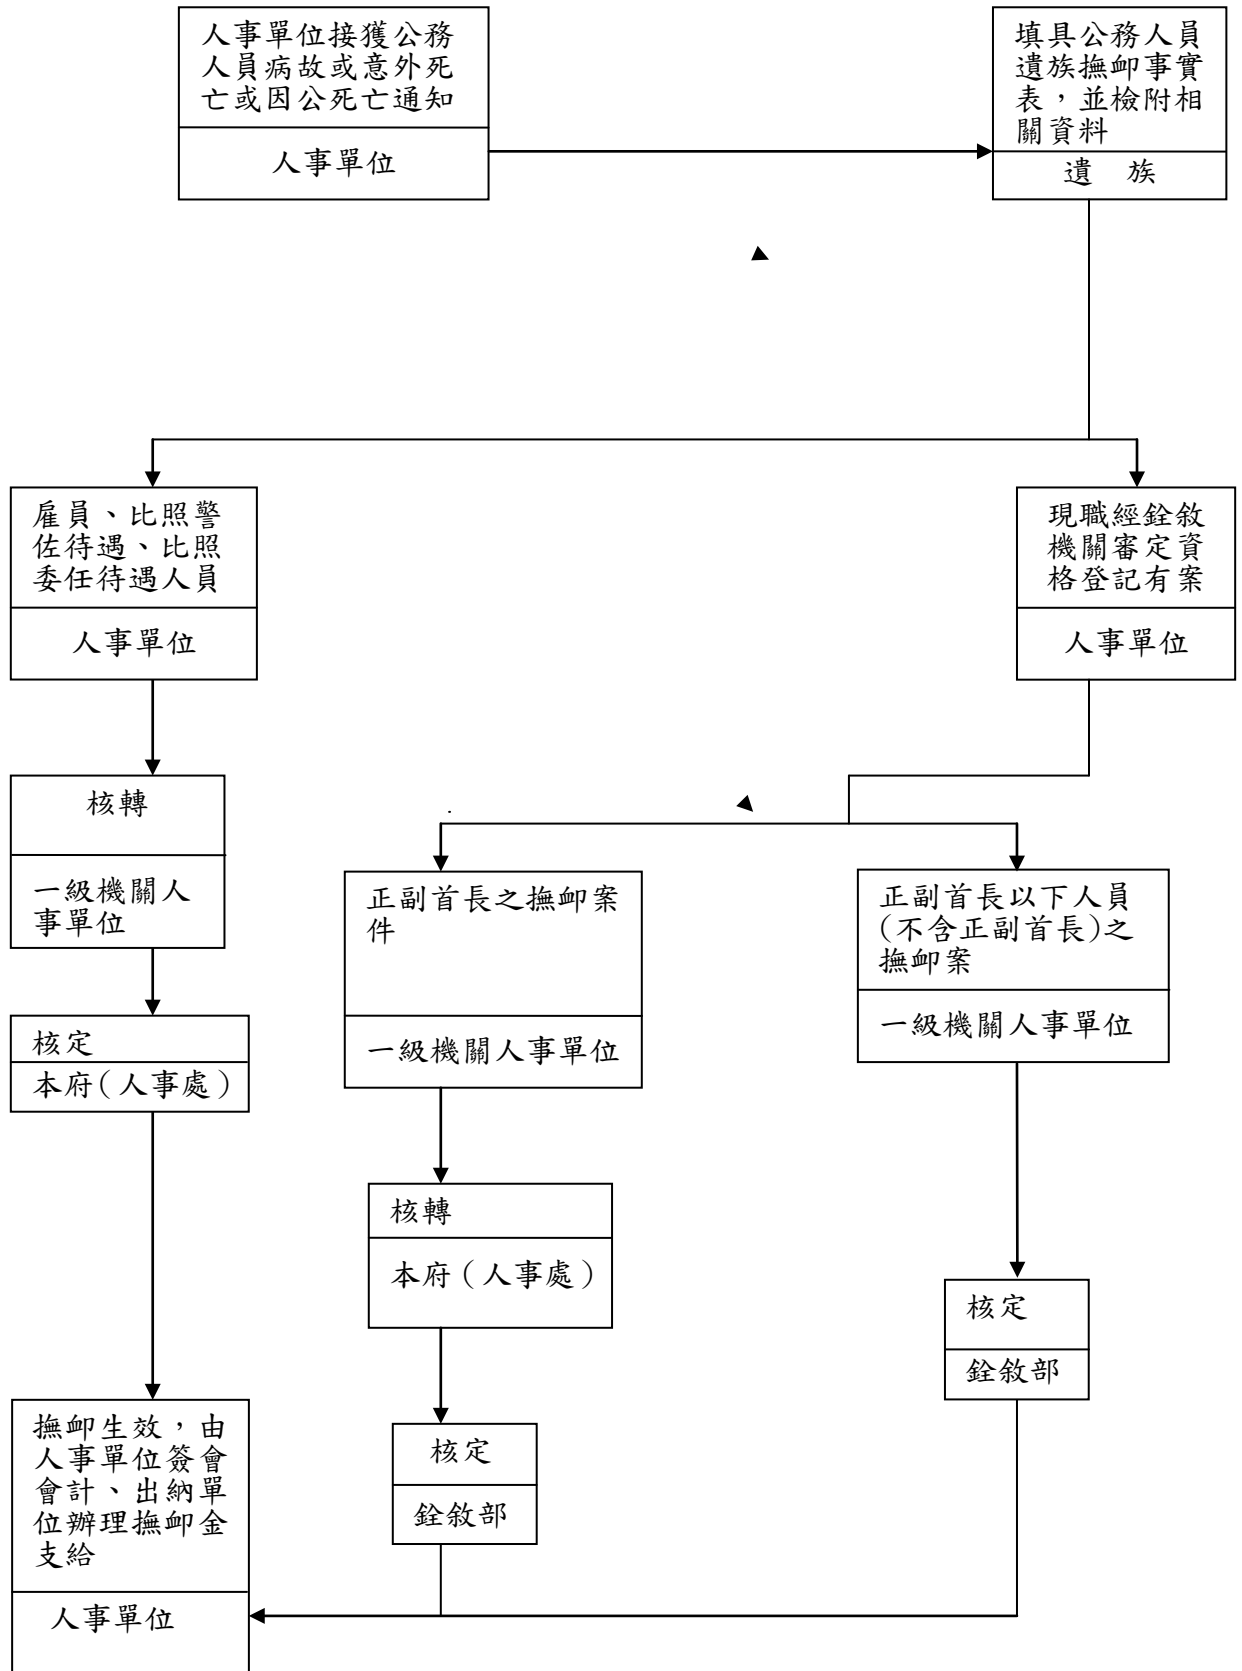 人事單位接獲公務
人員病故或意外死
亡或因公死亡通知
人事單位
填具公務人員
遺族撫卹事實
表，並檢附相
關資料
遺　族
雇員、比照警
佐待遇、比照
委任待遇人員
人事單位
現職經銓敘
機關審定資
格登記有案
人事單位
核轉
一級機關人
事單位
正副首長之撫卹案
件
一級機關人事單位
正副首長以下人員
(不含正副首長)之
撫卹案
一級機關人事單位
核定
本府(人事處)
核轉
本府(人事處)
核定
銓敘部
核定
銓敘部
撫卹生效，由
人事單位簽會
會計、出納單
位辦理撫卹金
支給
人事單位